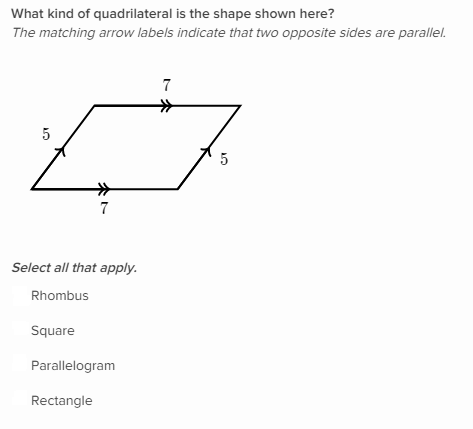 What kind of quadrilateral is the shape shown here?
The matching arrow labels indicate that two opposite sides are parallel.
7
5
5
7
Select all that apply.
Rhombus
Square
Parallelogram
Rectangle